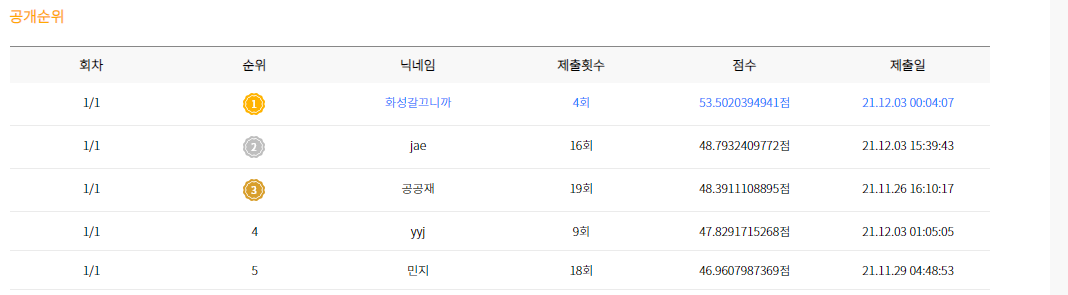 공개순위
회차 순위 닉네임 제출횟수 점수 제출일
1/1 1 화성갈끄니까 4회 53.5020394941점 21.12.03 00:04:07
1/1 2 jae 16회 48.7932409772점 21.12.03 15:39:43
1/1 3 공공재 19회 48.3911108895점 21.11.26 16:10:17
1/1 4 yyj 9회 47.8291715268점 21.12.03 01:05:05
1/1 5 민지 18회 46.9607987369점 21.11.29 04:48:53